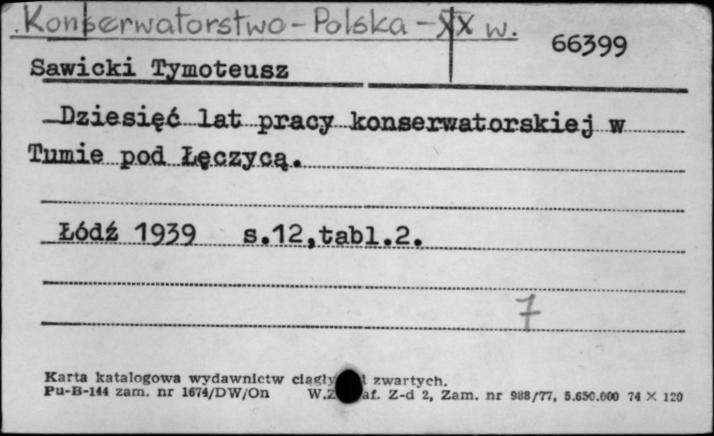 Konserwatorstwo - Polska - XX w.
66399
Sawicki Tymoteusz
Dziesięć lat pracy konserwatorskiej w
Tumie pod Łęczycą.
Łódź 1939 s.12,tabl.2.
7
Karta katalogowa wydawnictw zwartych.
Pu-B-144 zam. nr 1674/DW/On W.Z af. Z-d 2, Zam. nr 988/77, 5.650.000 74 X 120